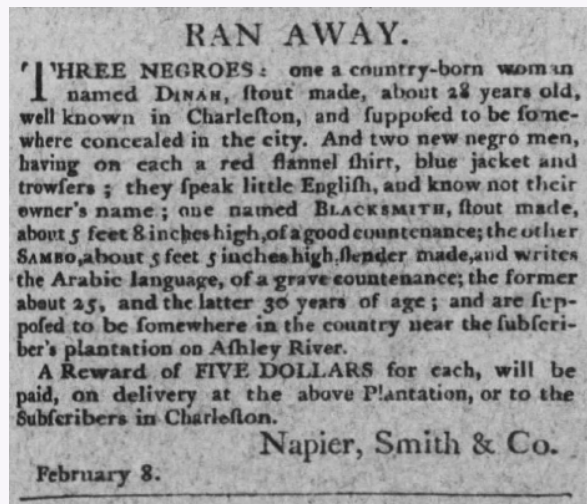 RAN AWAY.
THREE NEGROES: one a country-born woman
named DINAH, ſtout made, about 28 years old,
well known in Charleſton, and ſuppoſed to be ſome-
where concealed in the city. And two new negro men,
having on each a red flannel ſhirt, blue jacket and
trowſers; they ſpeak little Engliſh, and know not their
owner's name; one named BLACKSMITH, ſtout made,
about 5 feet 8 inches high, of a good countenance; the other
SAMBO, about 5 feet 5 inches high, ſlender made, and writes
the Arabic language, of a grave countenance; the former
about 25, and the latter 30 years of age; and are ſup-
poſed to be ſomewhere in the country near the ſubſcri-
ber's plantation on Aſhley River.
A Reward of FIVE DOLLARS for each, will be
paid, on delivery at the above Plantation, or to the
Subſcribers in Charleſton.
Napier, Smith & Co.
February 8.